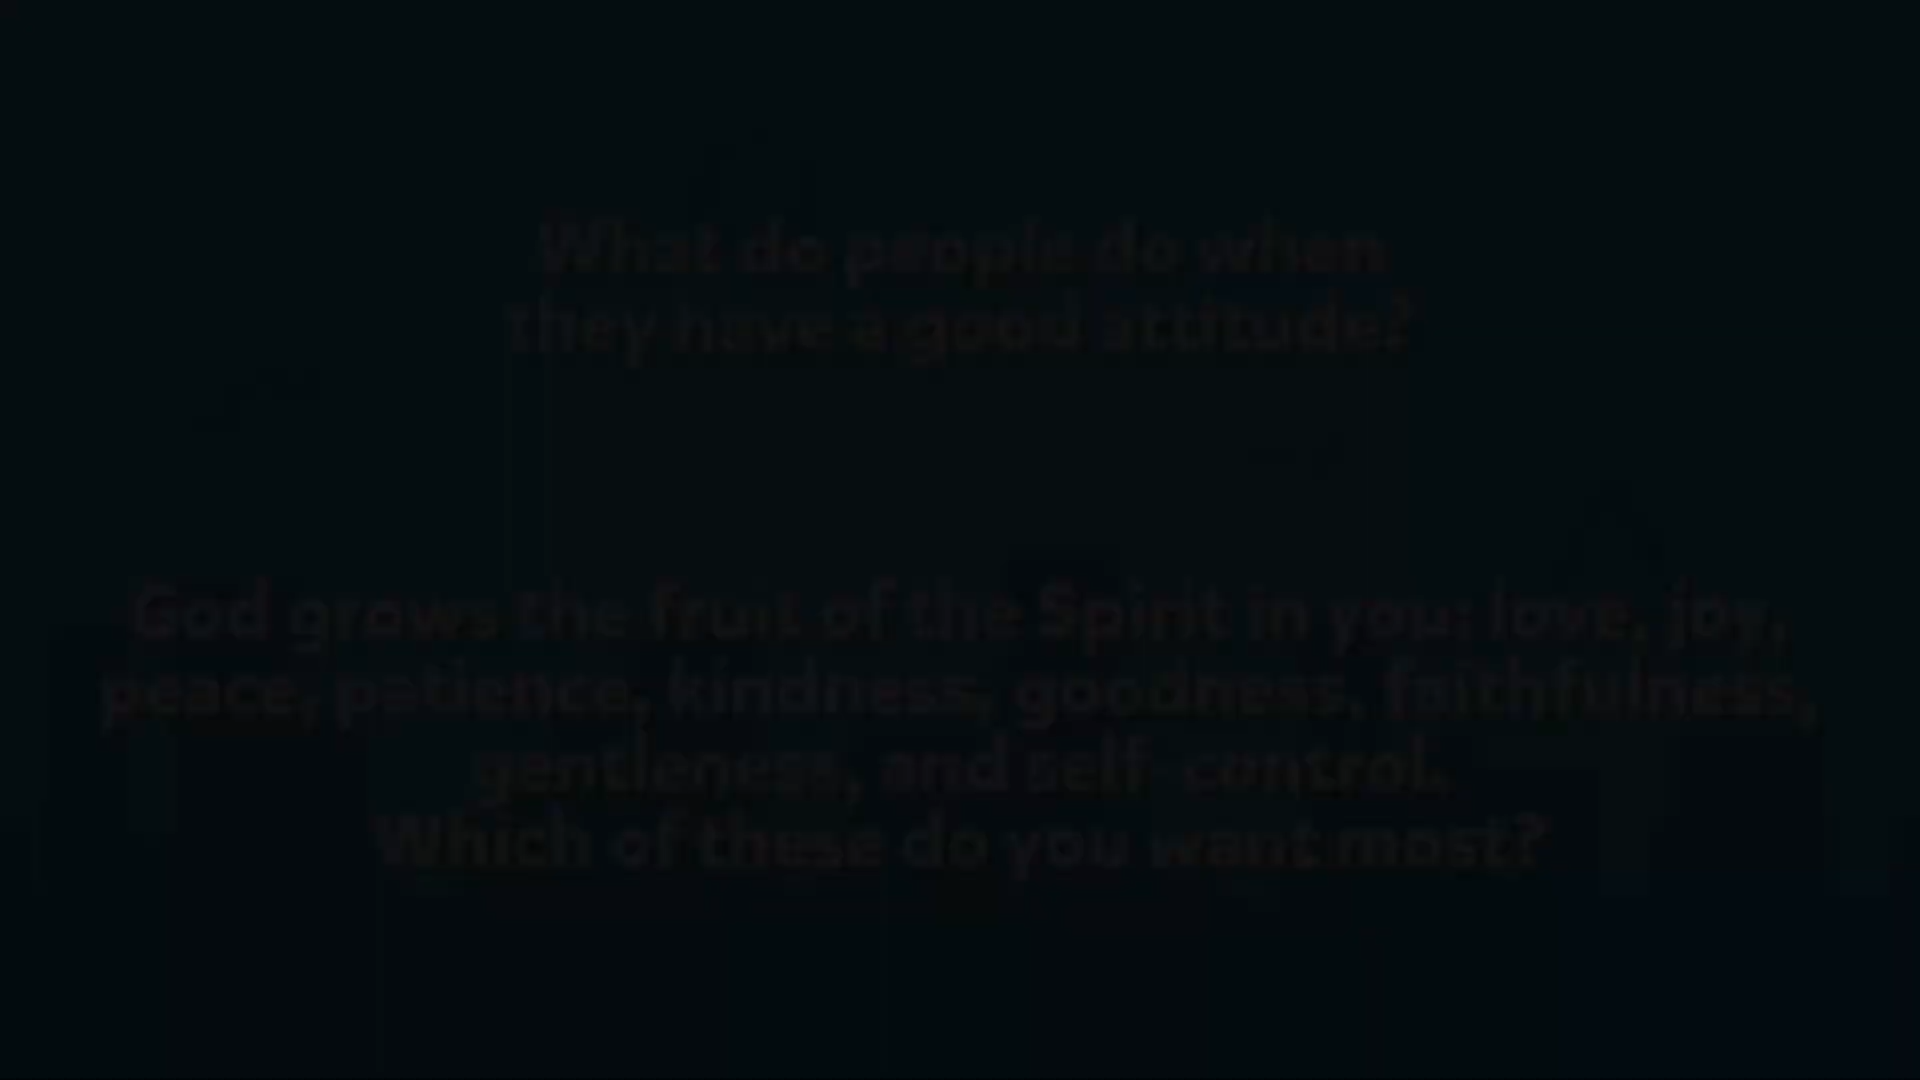 What do people do when
they have a good attitude?
God grows the fruit of the Spirit in you: love, joy,
peace, patience, kindness, goodness, faithfulness,
gentleness, and self-control.
Which of these do you want most?